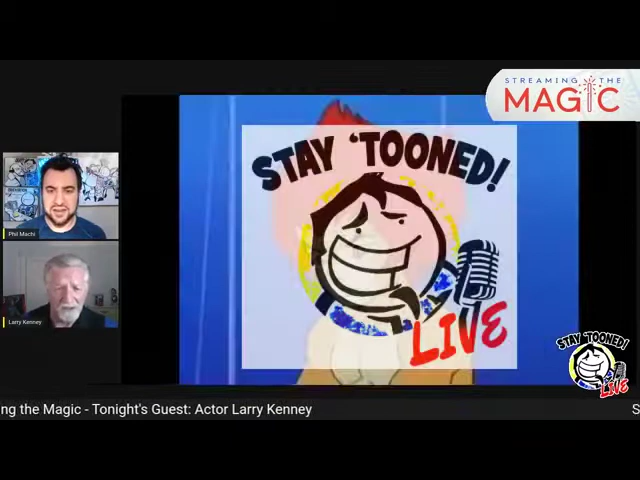 STREAMING THE
MAGIC
STAY 'TOONED!
LIVE
Phil Machi
Larry Kenney
STAY 'TOONED!
LIVE
ng the Magic - Tonight's Guest: Actor Larry Kenney
S